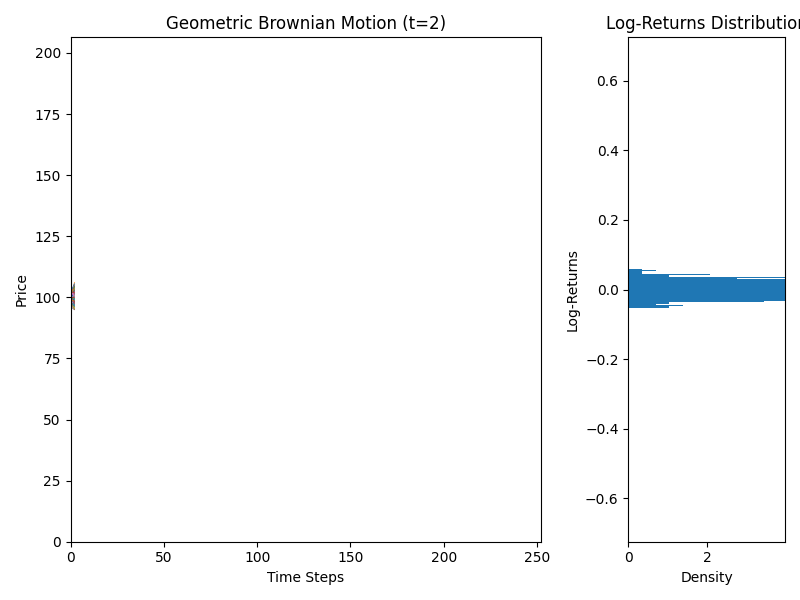 Geometric Brownian Motion (t=2)
Price
200
175
150
125
100
75
50
25
0
0 50 100 150 200 250
Time Steps
Log-Returns Distribution
Log-Returns
0.6
0.4
0.2
0.0
−0.2
−0.4
−0.6
0 2
Density